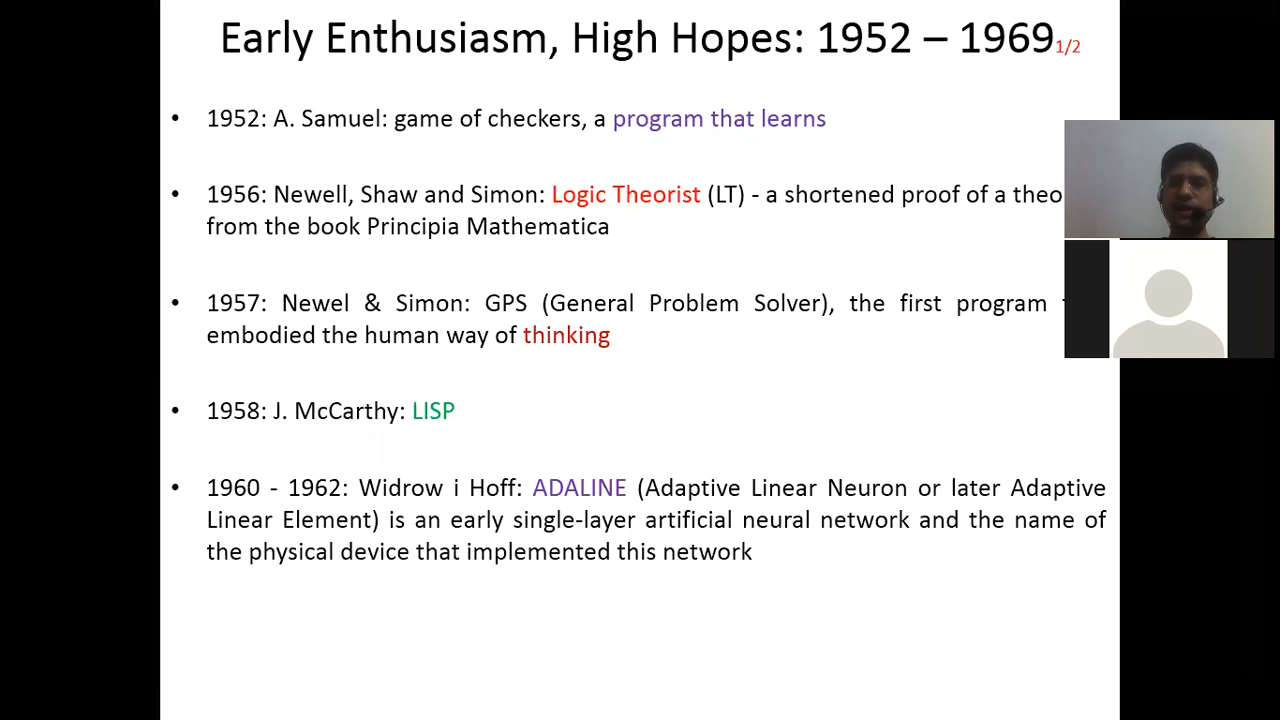 Early Enthusiasm, High Hopes: 1952 – 1969 1/2
• 1952: A. Samuel: game of checkers, a program that learns
• 1956: Newell, Shaw and Simon: Logic Theorist (LT) - a shortened proof of a
from the book Principia Mathematica
• 1957: Newel & Simon: GPS (General Problem Solver), the first program
embodied the human way of thinking
• 1958: J. McCarthy: LISP
• 1960 - 1962: Widrow i Hoff: ADALINE (Adaptive Linear Neuron or later Adaptive
Linear Element) is an early single-layer artificial neural network and the name of
the physical device that implemented this network